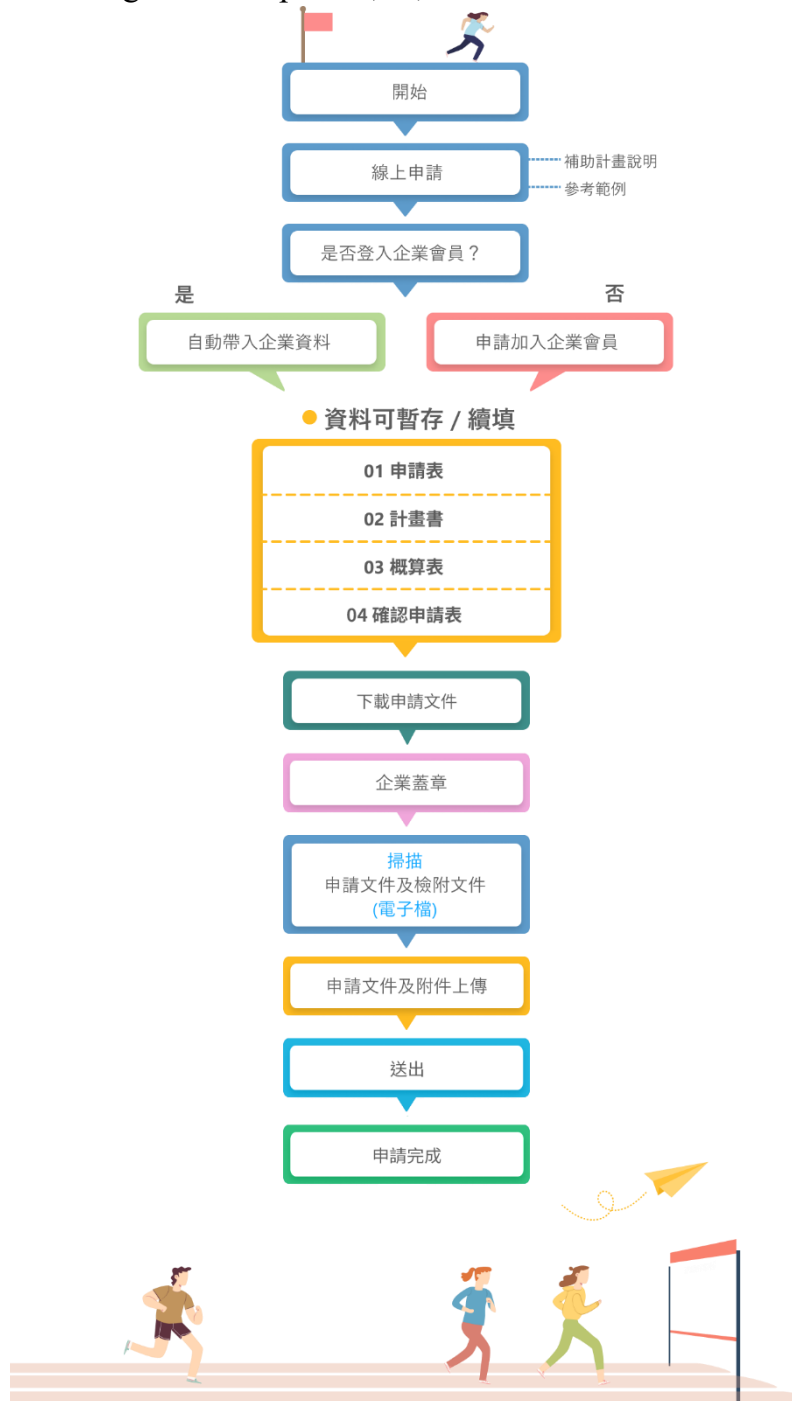 開始
線上申請
補助計畫說明
參考範例
是否登入企業會員？
是
否
自動帶入企業資料
申請加入企業會員
資料可暫存 / 續填
01 申請表
02 計畫書
03 概算表
04 確認申請表
下載申請文件
企業蓋章
掃描
申請文件及檢附文件
(電子檔)
申請文件及附件上傳
送出
申請完成